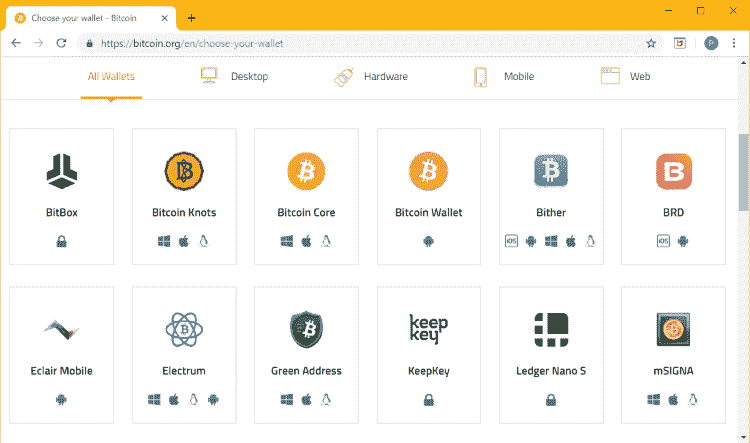 Choose your wallet - Bitcoin
https://bitcoin.org/en/choose-your-wallet
P
All Wallets Desktop Hardware Mobile Web
BitBox Bitcoin Knots Bitcoin Core Bitcoin Wallet Bither BRD
iOS iOS
keep
key
Eclair Mobile Electrum Green Address KeepKey Ledger Nano S mSIGNA